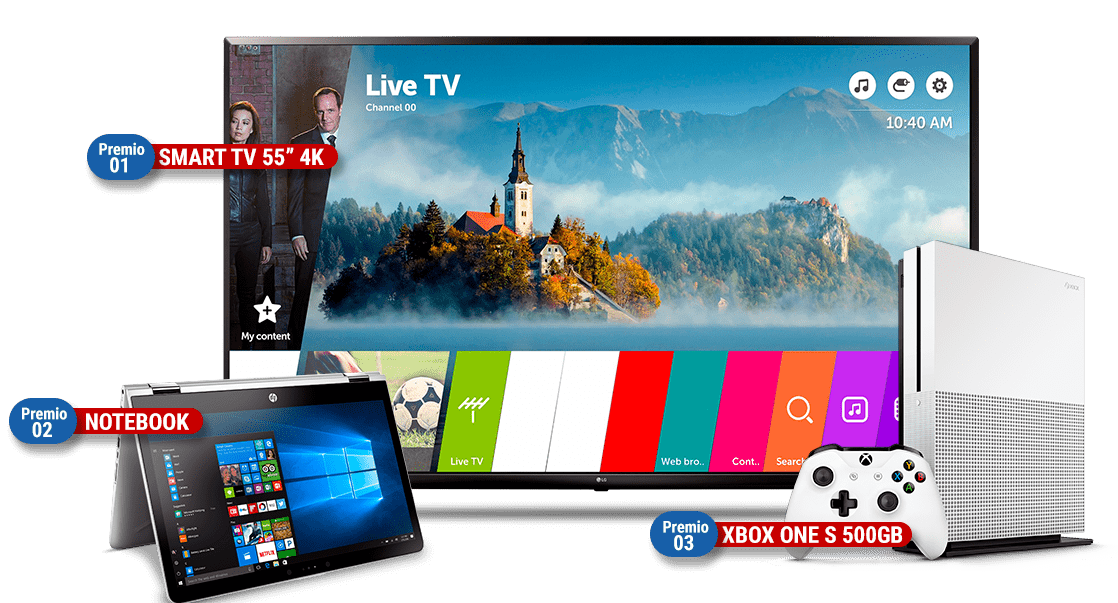 Live TV
Channel 00
10:40 AM
Premio
01
SMART TV 55” 4K
My content
Premio
02
NOTEBOOK
hp
Live TV
Web bro..
Cont..
Search
LG
X
Y
B
A
Premio
03
XBOX ONE S 500GB
NETFLIX